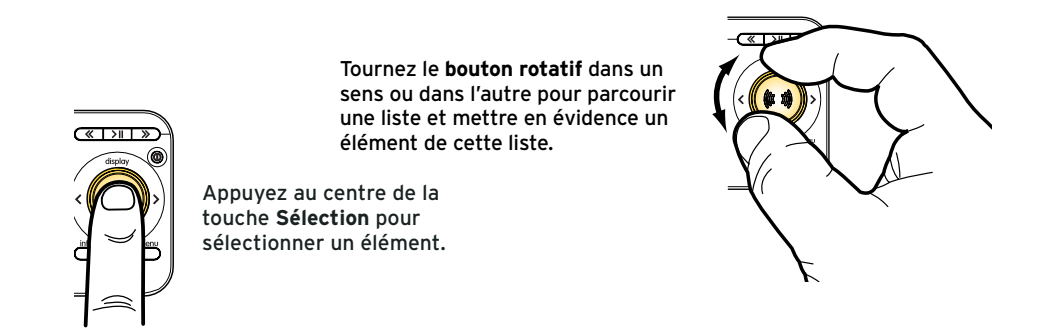 Tournez le bouton rotatif dans un
sens ou dans l'autre pour parcourir
une liste et mettre en évidence un
élément de cette liste.
display
Appuyez au centre de la
touche Sélection pour
sélectionner un élément.